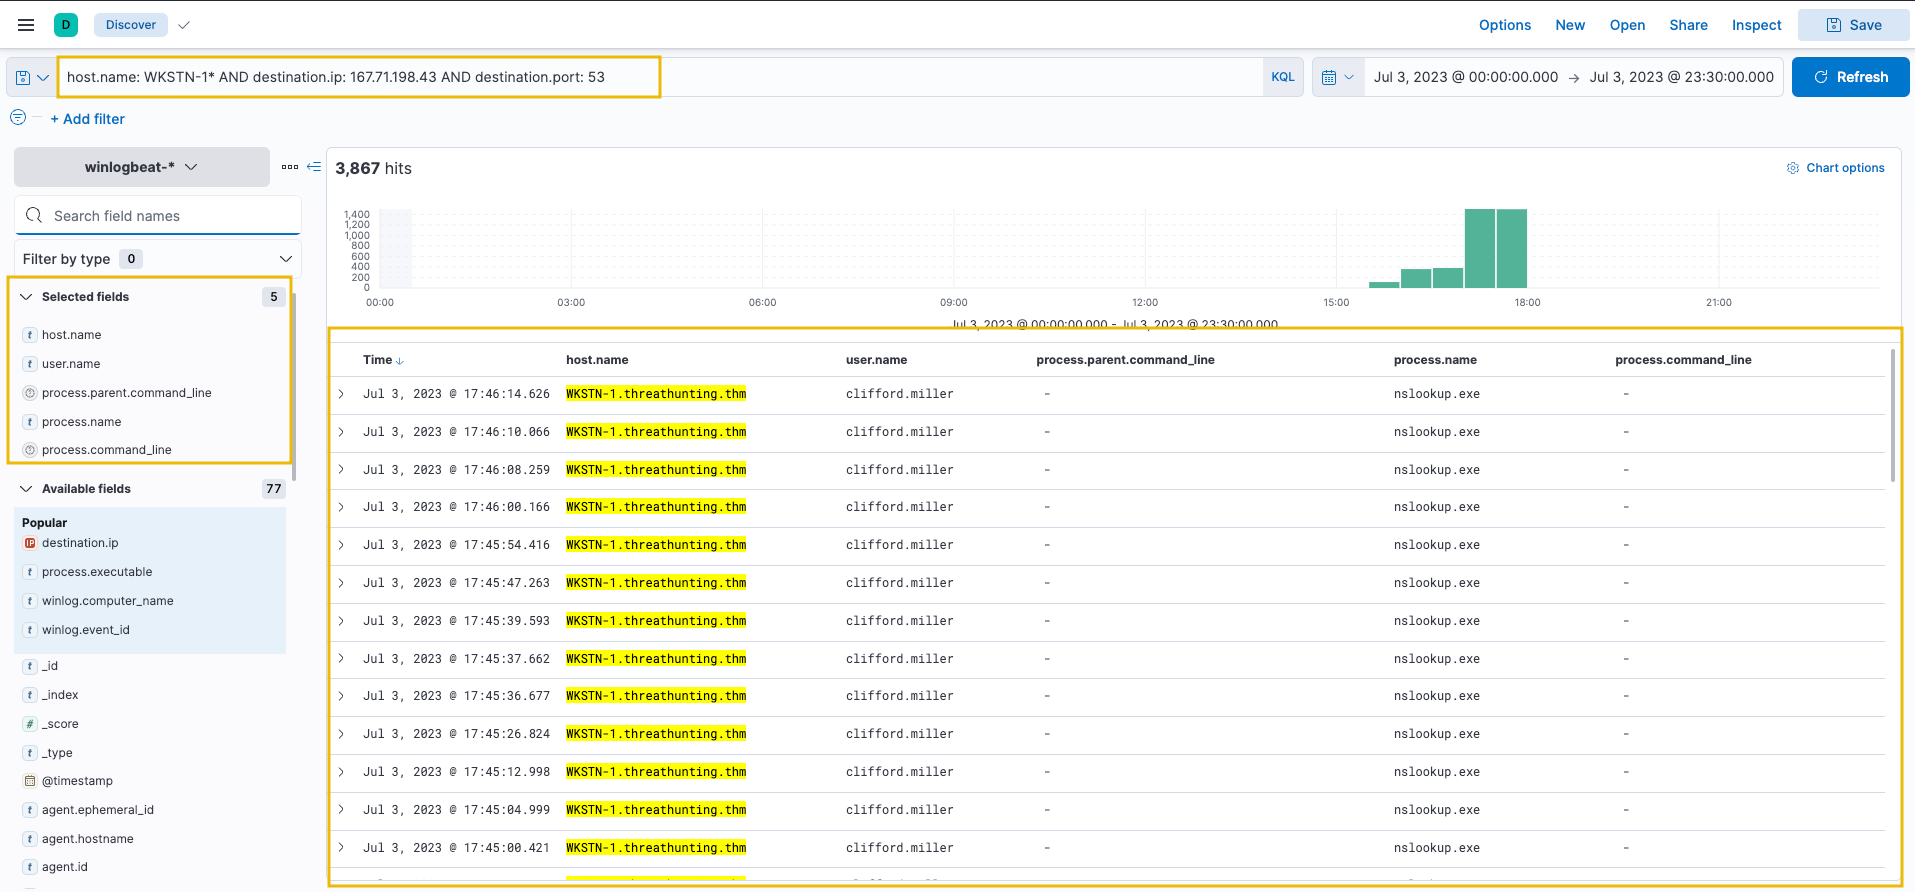 D Discover Options New Open Share Inspect Save
host.name: WKSTN-1* AND destination.ip: 167.71.198.43 AND destination.port: 53 KQL Jul 3, 2023 @ 00:00:00.000 → Jul 3, 2023 @ 23:30:00.000 Refresh
+ Add filter
winlogbeat-*
Search field names
Filter by type 0
Selected fields 5
t host.name
t user.name
process.parent.command_line
t process.name
process.command_line
Available fields 77
Popular
IP destination.ip
t process.executable
t winlog.computer_name
t winlog.event_id
t _id
t _index
# _score
t _type
@timestamp
t agent.ephemeral_id
t agent.hostname
t agent.id
3,867 hits Chart options
1,400
1,200
1,000
800
600
400
200
0
00:00 03:00 06:00 09:00 12:00 15:00 18:00 21:00
Jul 3, 2023 @ 00:00:00.000 - Jul 3, 2023 @ 23:30:00.000
Time ↓ host.name user.name process.parent.command_line process.name process.command_line
Jul 3, 2023 @ 17:46:14.626 WKSTN-1.threathunting.thm clifford.miller - nslookup.exe -
Jul 3, 2023 @ 17:46:10.066 WKSTN-1.threathunting.thm clifford.miller - nslookup.exe -
Jul 3, 2023 @ 17:46:08.259 WKSTN-1.threathunting.thm clifford.miller - nslookup.exe -
Jul 3, 2023 @ 17:46:00.166 WKSTN-1.threathunting.thm clifford.miller - nslookup.exe -
Jul 3, 2023 @ 17:45:54.416 WKSTN-1.threathunting.thm clifford.miller - nslookup.exe -
Jul 3, 2023 @ 17:45:47.263 WKSTN-1.threathunting.thm clifford.miller - nslookup.exe -
Jul 3, 2023 @ 17:45:39.593 WKSTN-1.threathunting.thm clifford.miller - nslookup.exe -
Jul 3, 2023 @ 17:45:37.662 WKSTN-1.threathunting.thm clifford.miller - nslookup.exe -
Jul 3, 2023 @ 17:45:36.677 WKSTN-1.threathunting.thm clifford.miller - nslookup.exe -
Jul 3, 2023 @ 17:45:26.824 WKSTN-1.threathunting.thm clifford.miller - nslookup.exe -
Jul 3, 2023 @ 17:45:12.998 WKSTN-1.threathunting.thm clifford.miller - nslookup.exe -
Jul 3, 2023 @ 17:45:04.999 WKSTN-1.threathunting.thm clifford.miller - nslookup.exe -
Jul 3, 2023 @ 17:45:00.421 WKSTN-1.threathunting.thm clifford.miller - nslookup.exe -